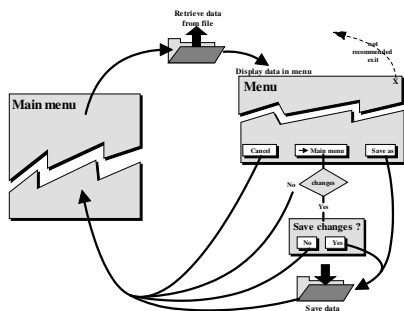 Retrieve data
from file
not
recommended
exit
Display data in menu
X
Main menu
Menu
Cancel
Main menu
Save as
No
changes
Yes
Save changes ?
No
Yes
Save data